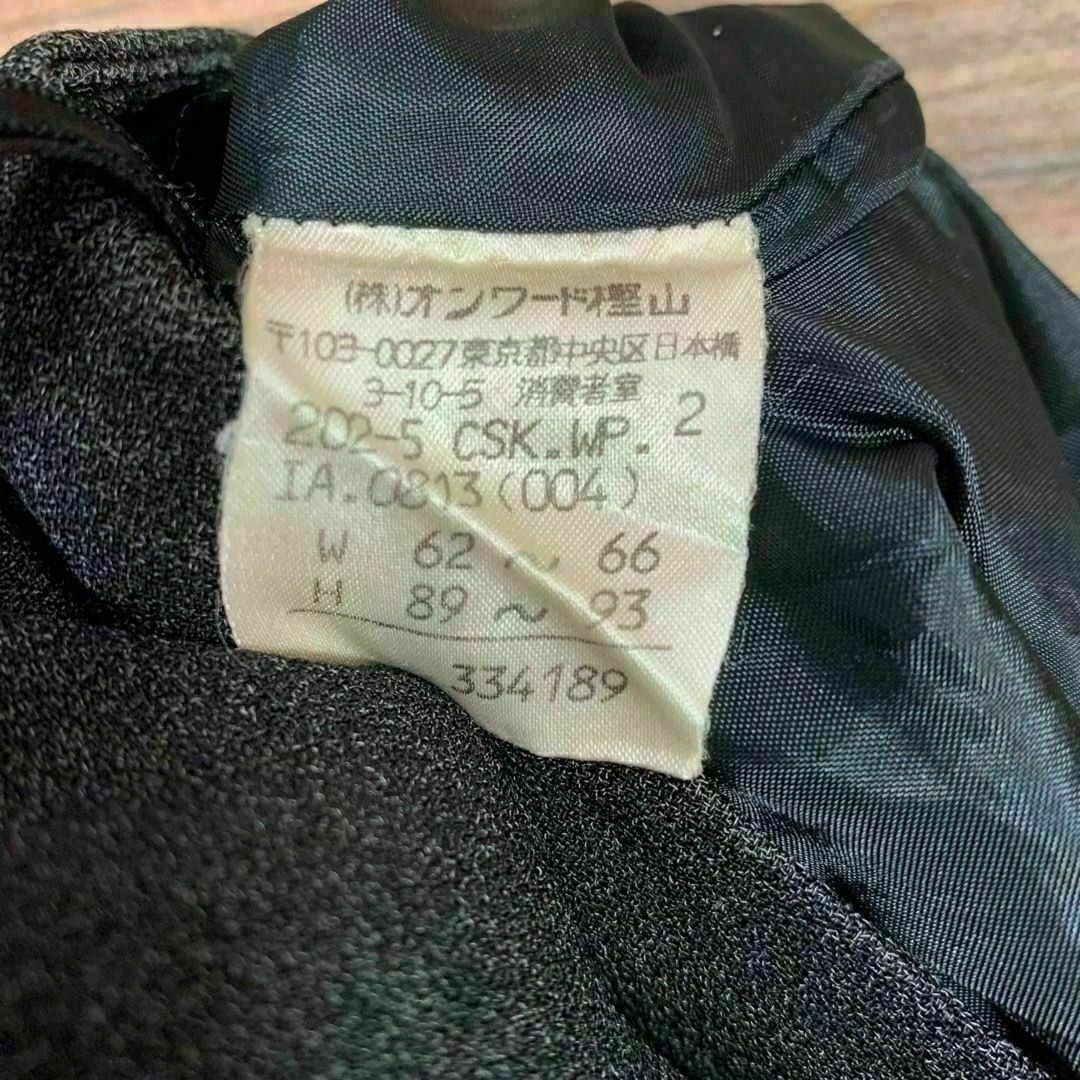 (株)オンワード樫山
〒103-0027東京都中央区日本橋
3-10-5 消費者室
202-5 CSK.WP. 2
IA.0813(004)
W 62 ~ 66
H 89 ~ 93
334189